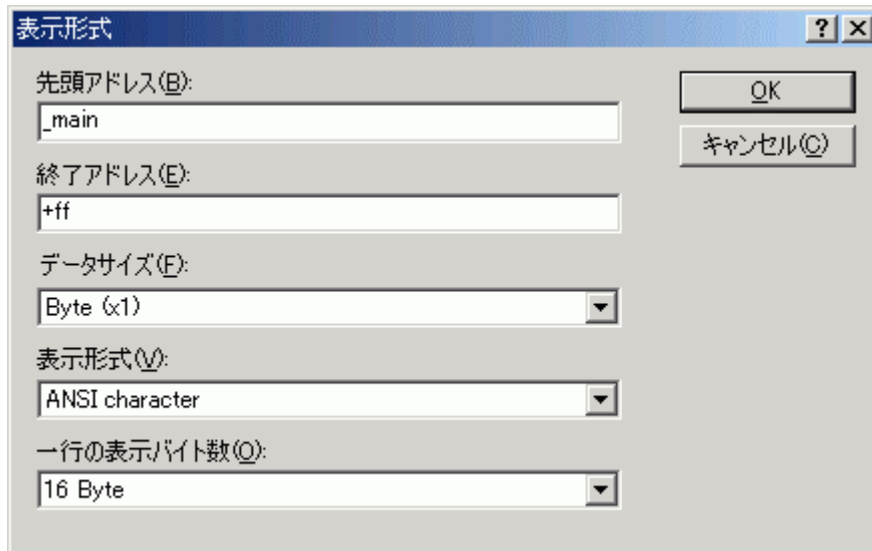 表示形式
先頭アドレス(B):
_main
OK
キャンセル(C)
終了アドレス(E):
+ff
データサイズ(F):
Byte (x1)
表示形式(V):
ANSI character
一行の表示バイト数(O):
16 Byte